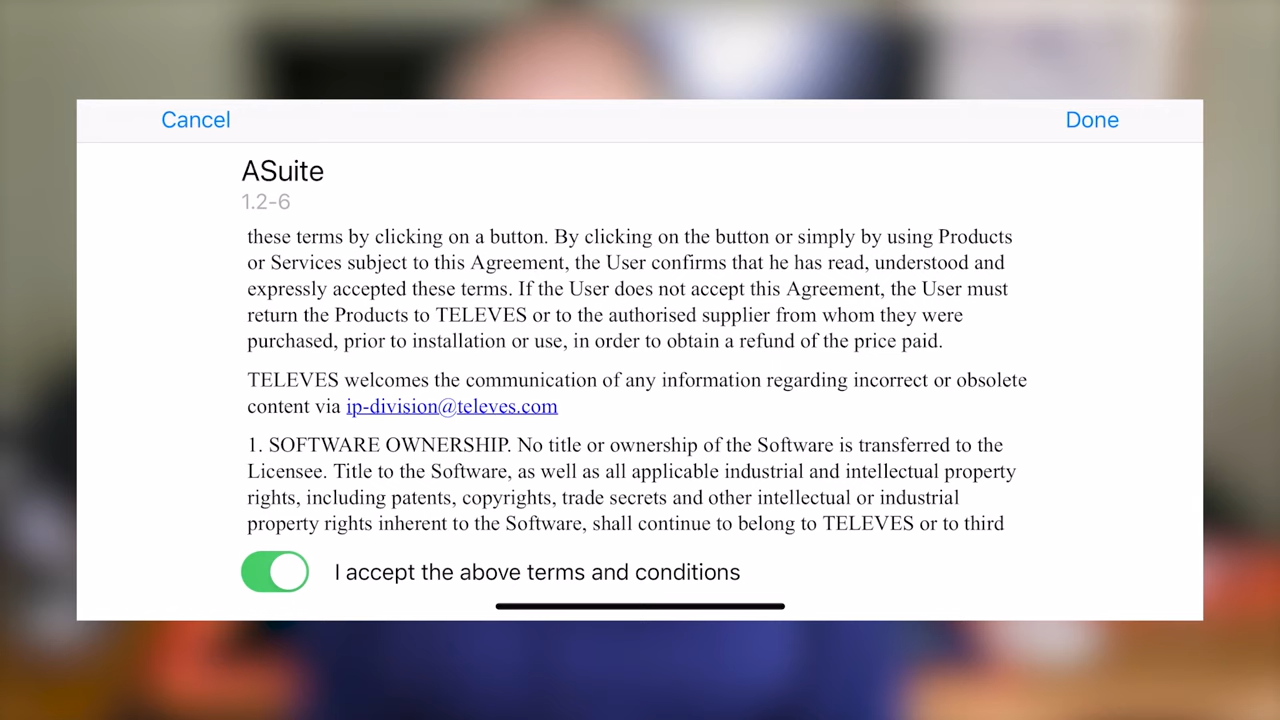 Cancel
Done
ASuite
1.2-6
these terms by clicking on a button. By clicking on the button or simply by using Products
or Services subject to this Agreement, the User confirms that he has read, understood and
expressly accepted these terms. If the User does not accept this Agreement, the User must
return the Products to TELEVES or to the authorised supplier from whom they were
purchased, prior to installation or use, in order to obtain a refund of the price paid.
TELEVES welcomes the communication of any information regarding incorrect or obsolete
content via ip-division@televes.com
1. SOFTWARE OWNERSHIP. No title or ownership of the Software is transferred to the
Licensee. Title to the Software, as well as all applicable industrial and intellectual property
rights, including patents, copyrights, trade secrets and other intellectual or industrial
property rights inherent to the Software, shall continue to belong to TELEVES or to third
I accept the above terms and conditions